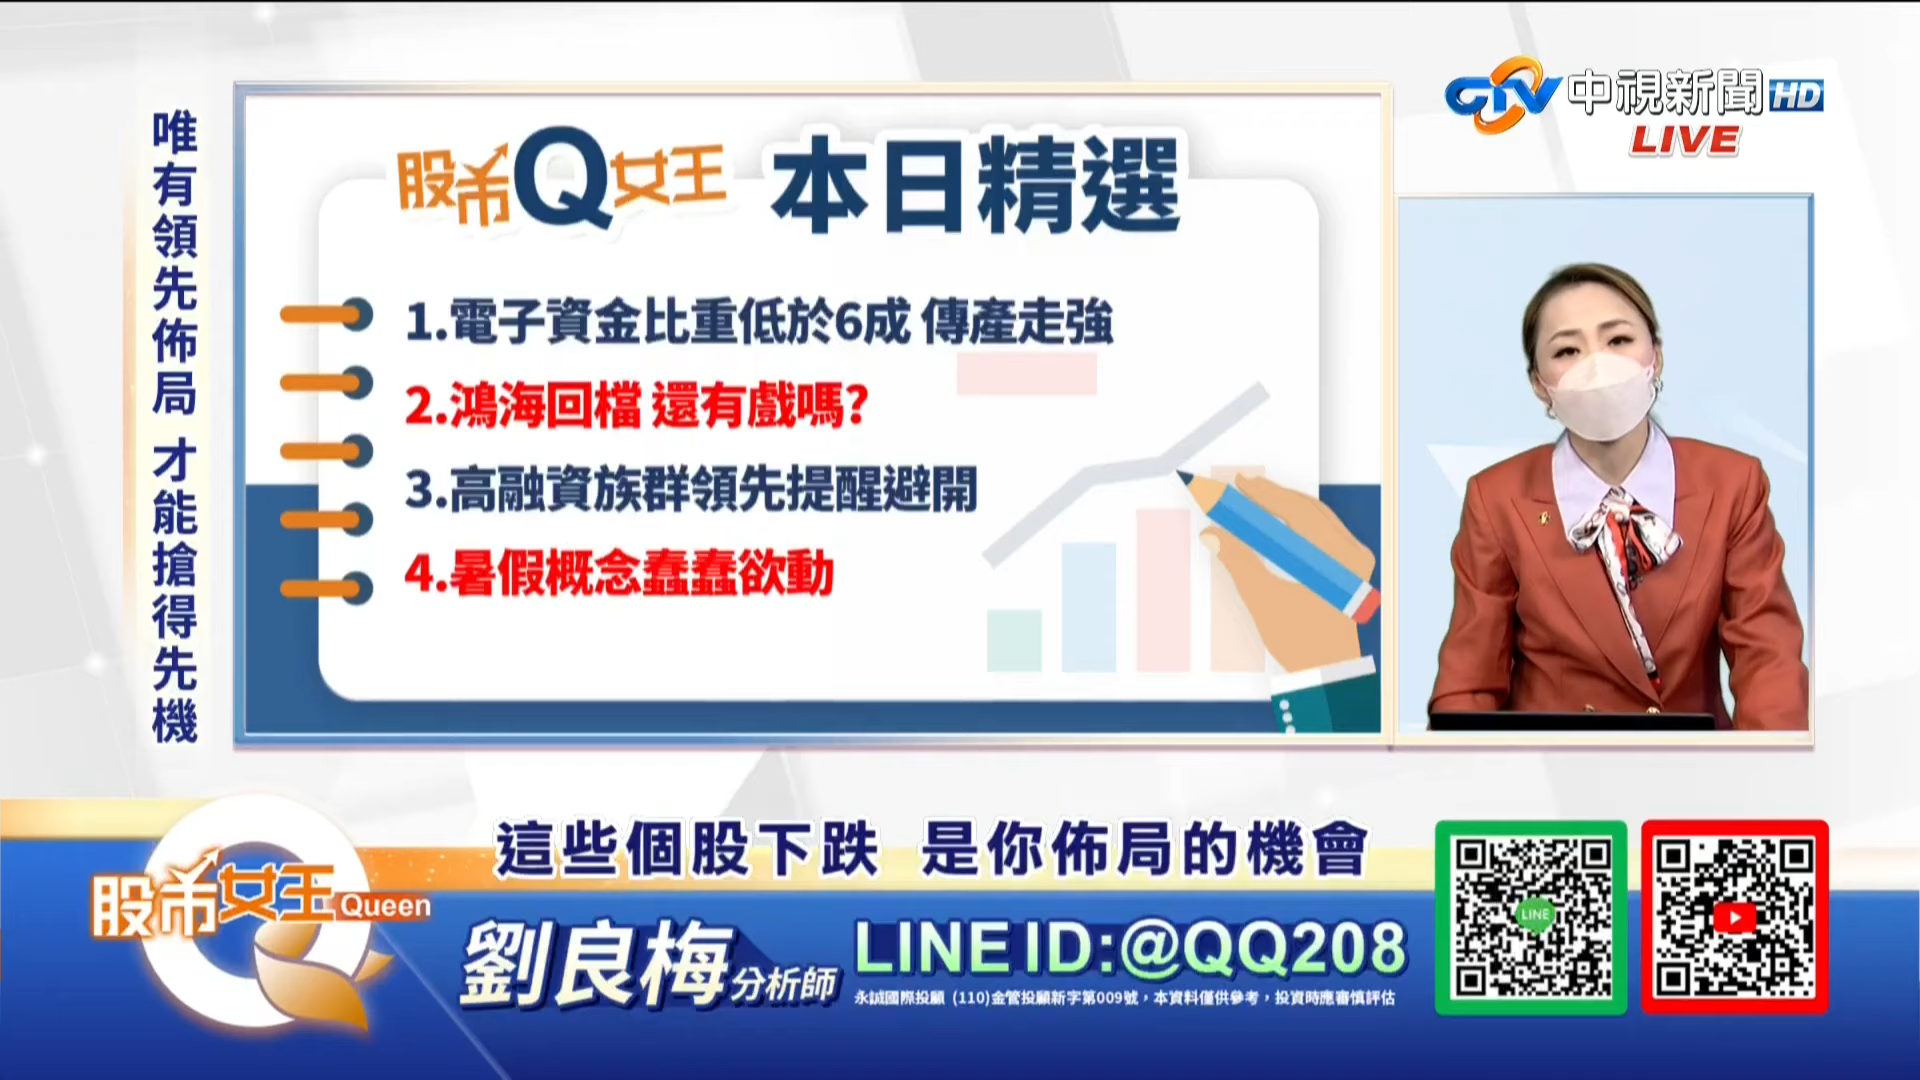 唯有領先佈局 才能搶得先機
股市Q女王 本日精選
1.電子資金比重低於6成 傳產走強
2.鴻海回檔 還有戲嗎?
3.高融資族群領先提醒避開
4.暑假概念蠢蠢欲動
CTV 中視新聞 HD
LIVE
這些個股下跌 是你佈局的機會
股市女王Queen
劉良梅分析師
LINE ID:@QQ208
永誠國際投顧 (110)金管投顧新字第009號，本資料僅供參考，投資時應審慎評估
LINE